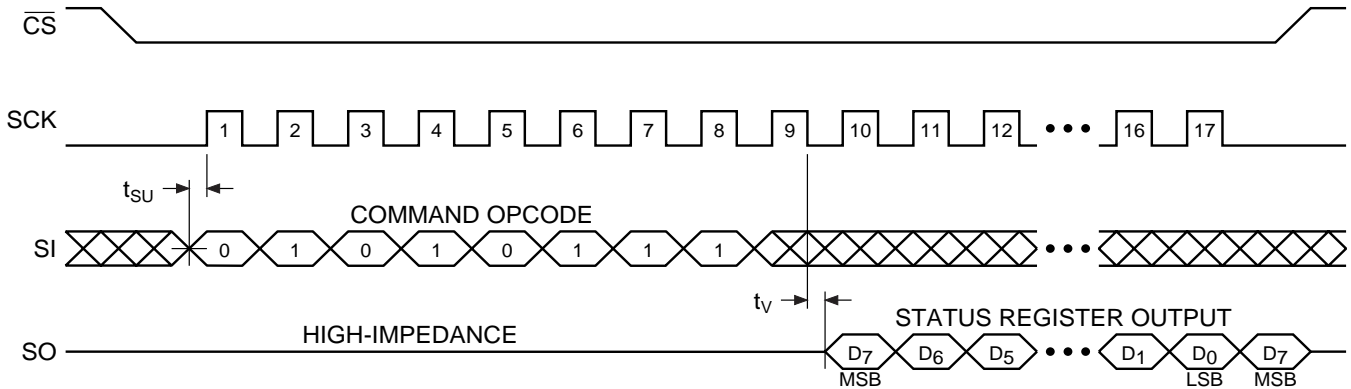 CS
SCK
1 2 3 4 5 6 7 8 9 10 11 12 ••• 16 17
tSU
COMMAND OPCODE
SI
0 1 0 1 0 1 1 1 •••
tV
HIGH-IMPEDANCE
STATUS REGISTER OUTPUT
SO
D7 D6 D5 ••• D1 D0 D7
MSB LSB MSB